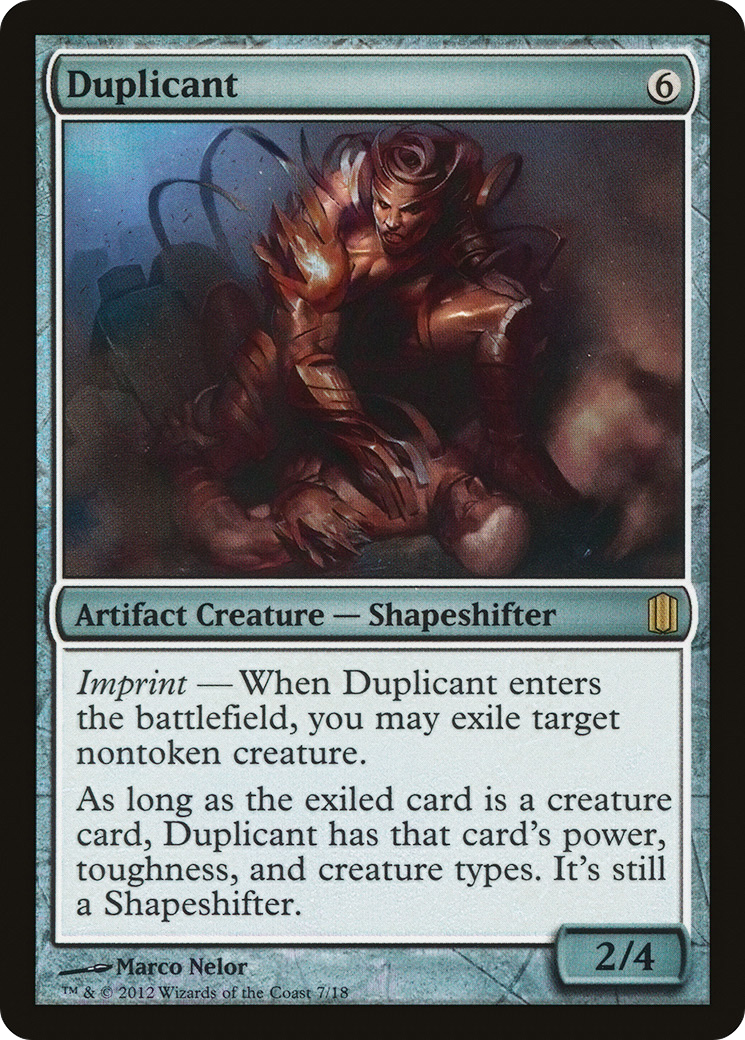 Duplicant 6
Artifact Creature — Shapeshifter
Imprint — When Duplicant enters
the battlefield, you may exile target
nontoken creature.
As long as the exiled card is a creature
card, Duplicant has that card's power,
toughness, and creature types. It's still
a Shapeshifter.
2/4
Marco Nelor
™ & © 2012 Wizards of the Coast 7/18